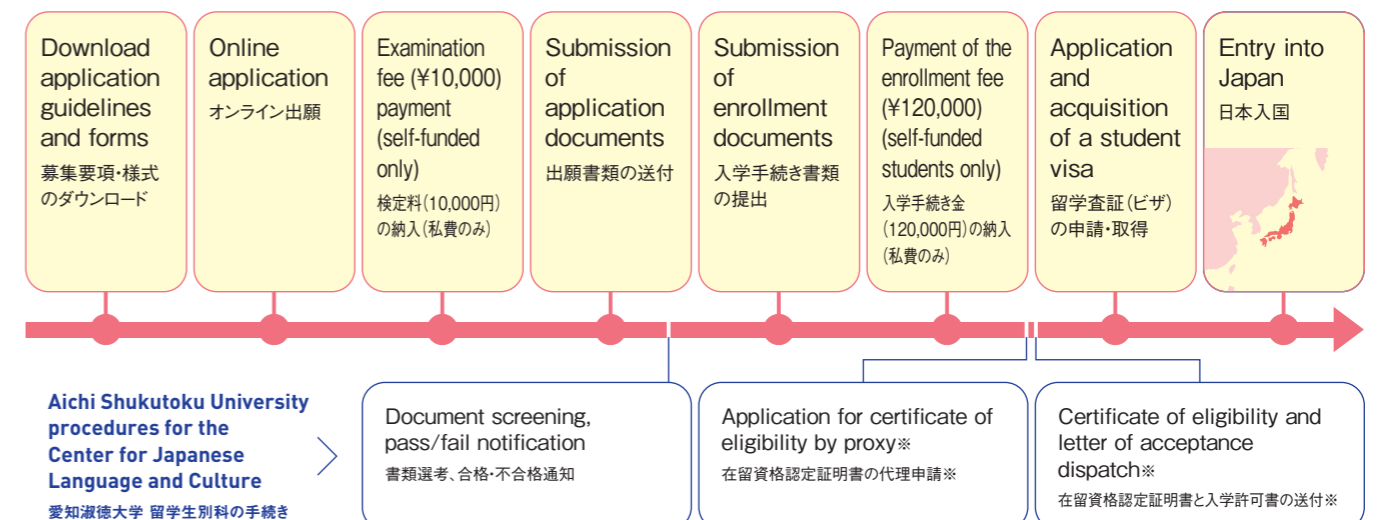 Download
application
guidelines
and forms
募集要項・様式
のダウンロード
Online
application
オンライン出願
Examination
fee (¥10,000)
payment
(self-funded
only)
検定料(10,000円)
の納入(私費のみ)
Submission
of
application
documents
出願書類の送付
Submission
of
enrollment
documents
入学手続き書類
の提出
Payment of the
enrollment fee
(¥120,000)
(self-funded
students only)
入学手続き金
(120,000円)の納入
(私費のみ)
Application
and
acquisition
of a student
visa
留学査証(ビザ)
の申請・取得
Entry into
Japan
日本入国
Aichi Shukutoku University
procedures for the
Center for Japanese
Language and Culture
愛知淑徳大学 留学生別科の手続き
Document screening,
pass/fail notification
書類選考、合格・不合格通知
Application for certificate of
eligibility by proxy※
在留資格認定証明書の代理申請※
Certificate of eligibility and
letter of acceptance
dispatch※
在留資格認定証明書と入学許可書の送付※